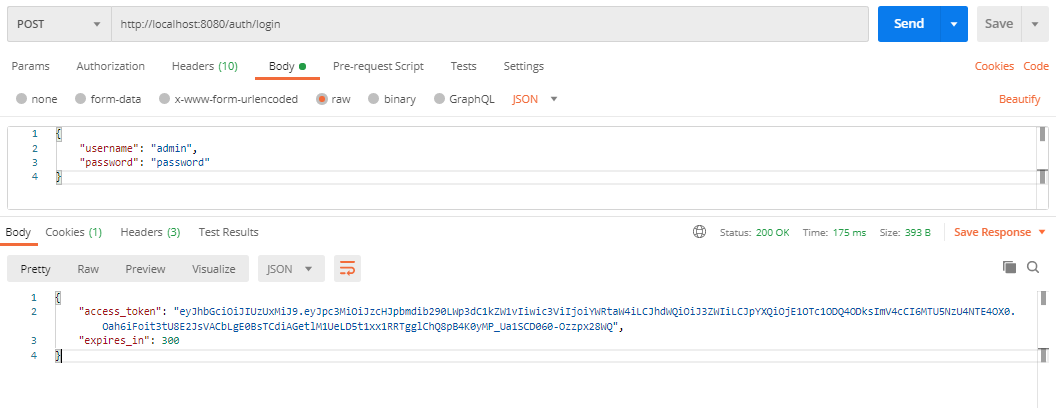 POST http://localhost:8080/auth/login Send Save
Params Authorization Headers (10) Body Pre-request Script Tests Settings Cookies Code
none form-data x-www-form-urlencoded raw binary GraphQL JSON Beautify
1 {
2 "username": "admin",
3 "password": "password"
4 }
Body Cookies (1) Headers (3) Test Results Status: 200 OK Time: 175 ms Size: 393 B Save Response
Pretty Raw Preview Visualize JSON
1 {
2 "access_token": "eyJhbGciOiJIUzUxMiJ9.eyJpc3MiOiJzcHJpbmdib290LWp3dC1kZW1vIiwic3ViIjoiYWRtaW4iLCJhdWQiOiJ3ZWIiLCJpYXQiOjE1OTc1ODQ4ODksImV4cCI6MTU5NzU4NTE4OX0.
Oah6iFoit3tU8E2JsVACbLgE0BsTCdiAGetlM1UeLD5t1xx1RRTgglChQ8pB4K0yMP_Ua1SCD060-Ozzpx28WQ",
3 "expires_in": 300
4 }